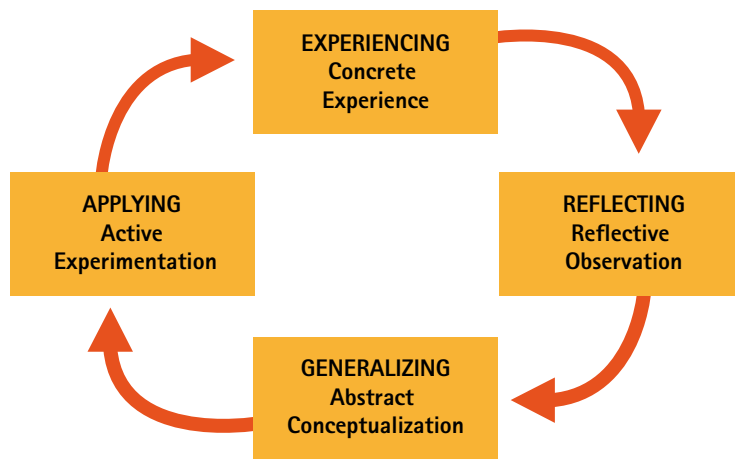 EXPERIENCING
Concrete
Experience
REFLECTING
Reflective
Observation
GENERALIZING
Abstract
Conceptualization
APPLYING
Active
Experimentation